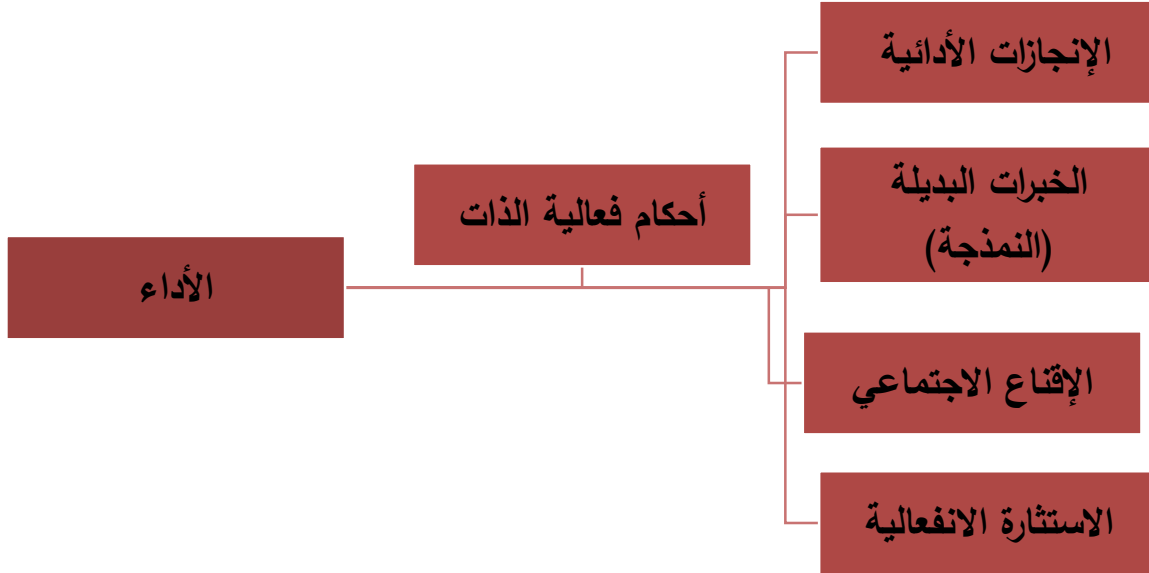 الإنجازات الأدائية
الخبرات البديلة
(النمذجة)
أحكام فعالية الذات
الأداء
الإقناع الاجتماعي
الاستثارة الانفعالية